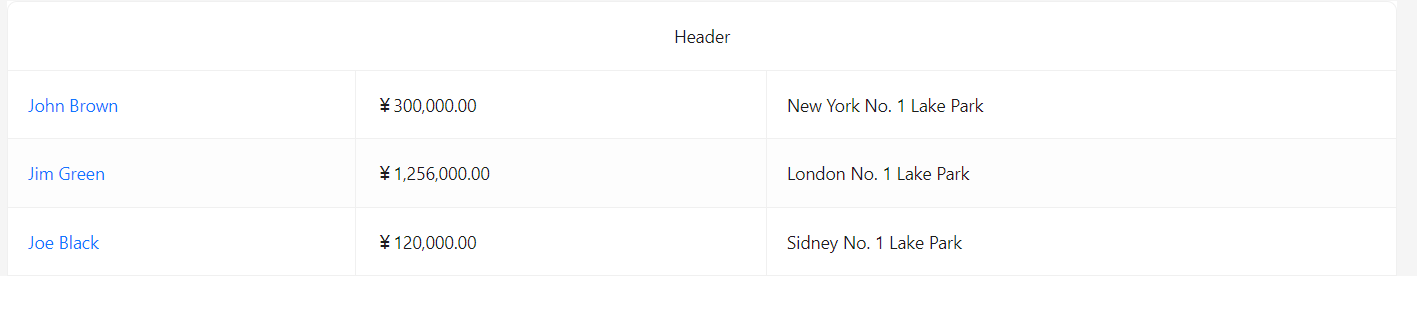 Header
John Brown ¥ 300,000.00 New York No. 1 Lake Park
Jim Green ¥ 1,256,000.00 London No. 1 Lake Park
Joe Black ¥ 120,000.00 Sidney No. 1 Lake Park